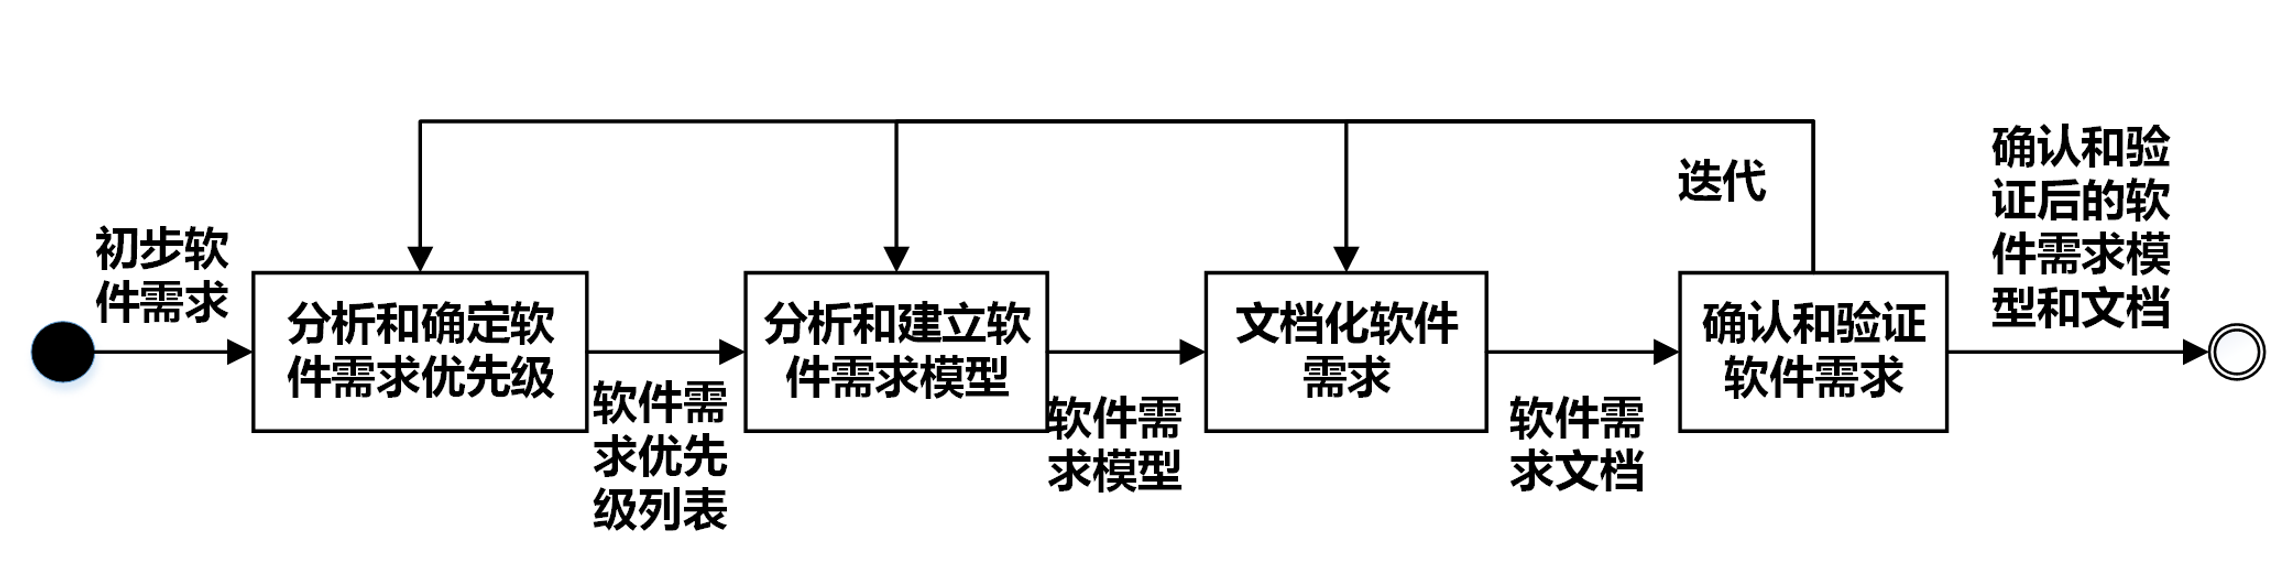 初步软
件需求
分析和确定软
件需求优先级
软件需
求优先
级列表
分析和建立软
件需求模型
软件需
求模型
文档化软件
需求
软件需
求文档
迭代
确认和验证
软件需求
确认和验
证后的软
件需求模
型和文档